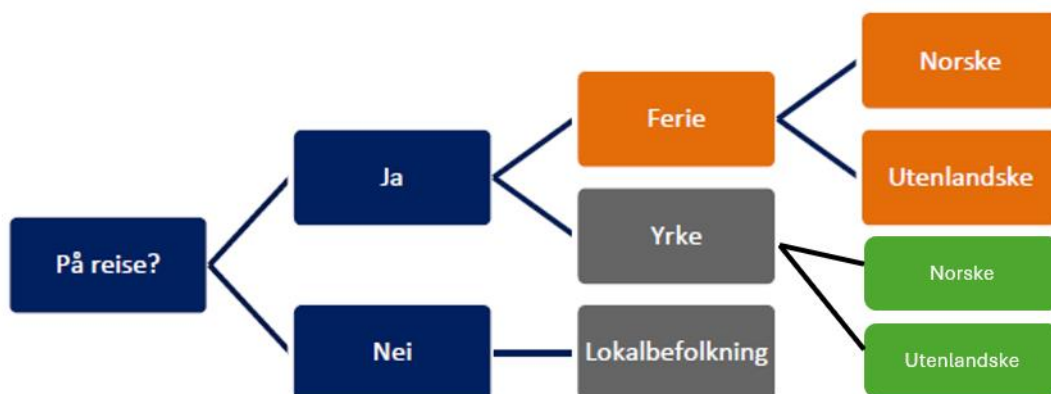 Norske
Ferie
Ja
Utenlandske
Yrke
På reise?
Norske
Nei
Lokalbefolkning
Utenlandske